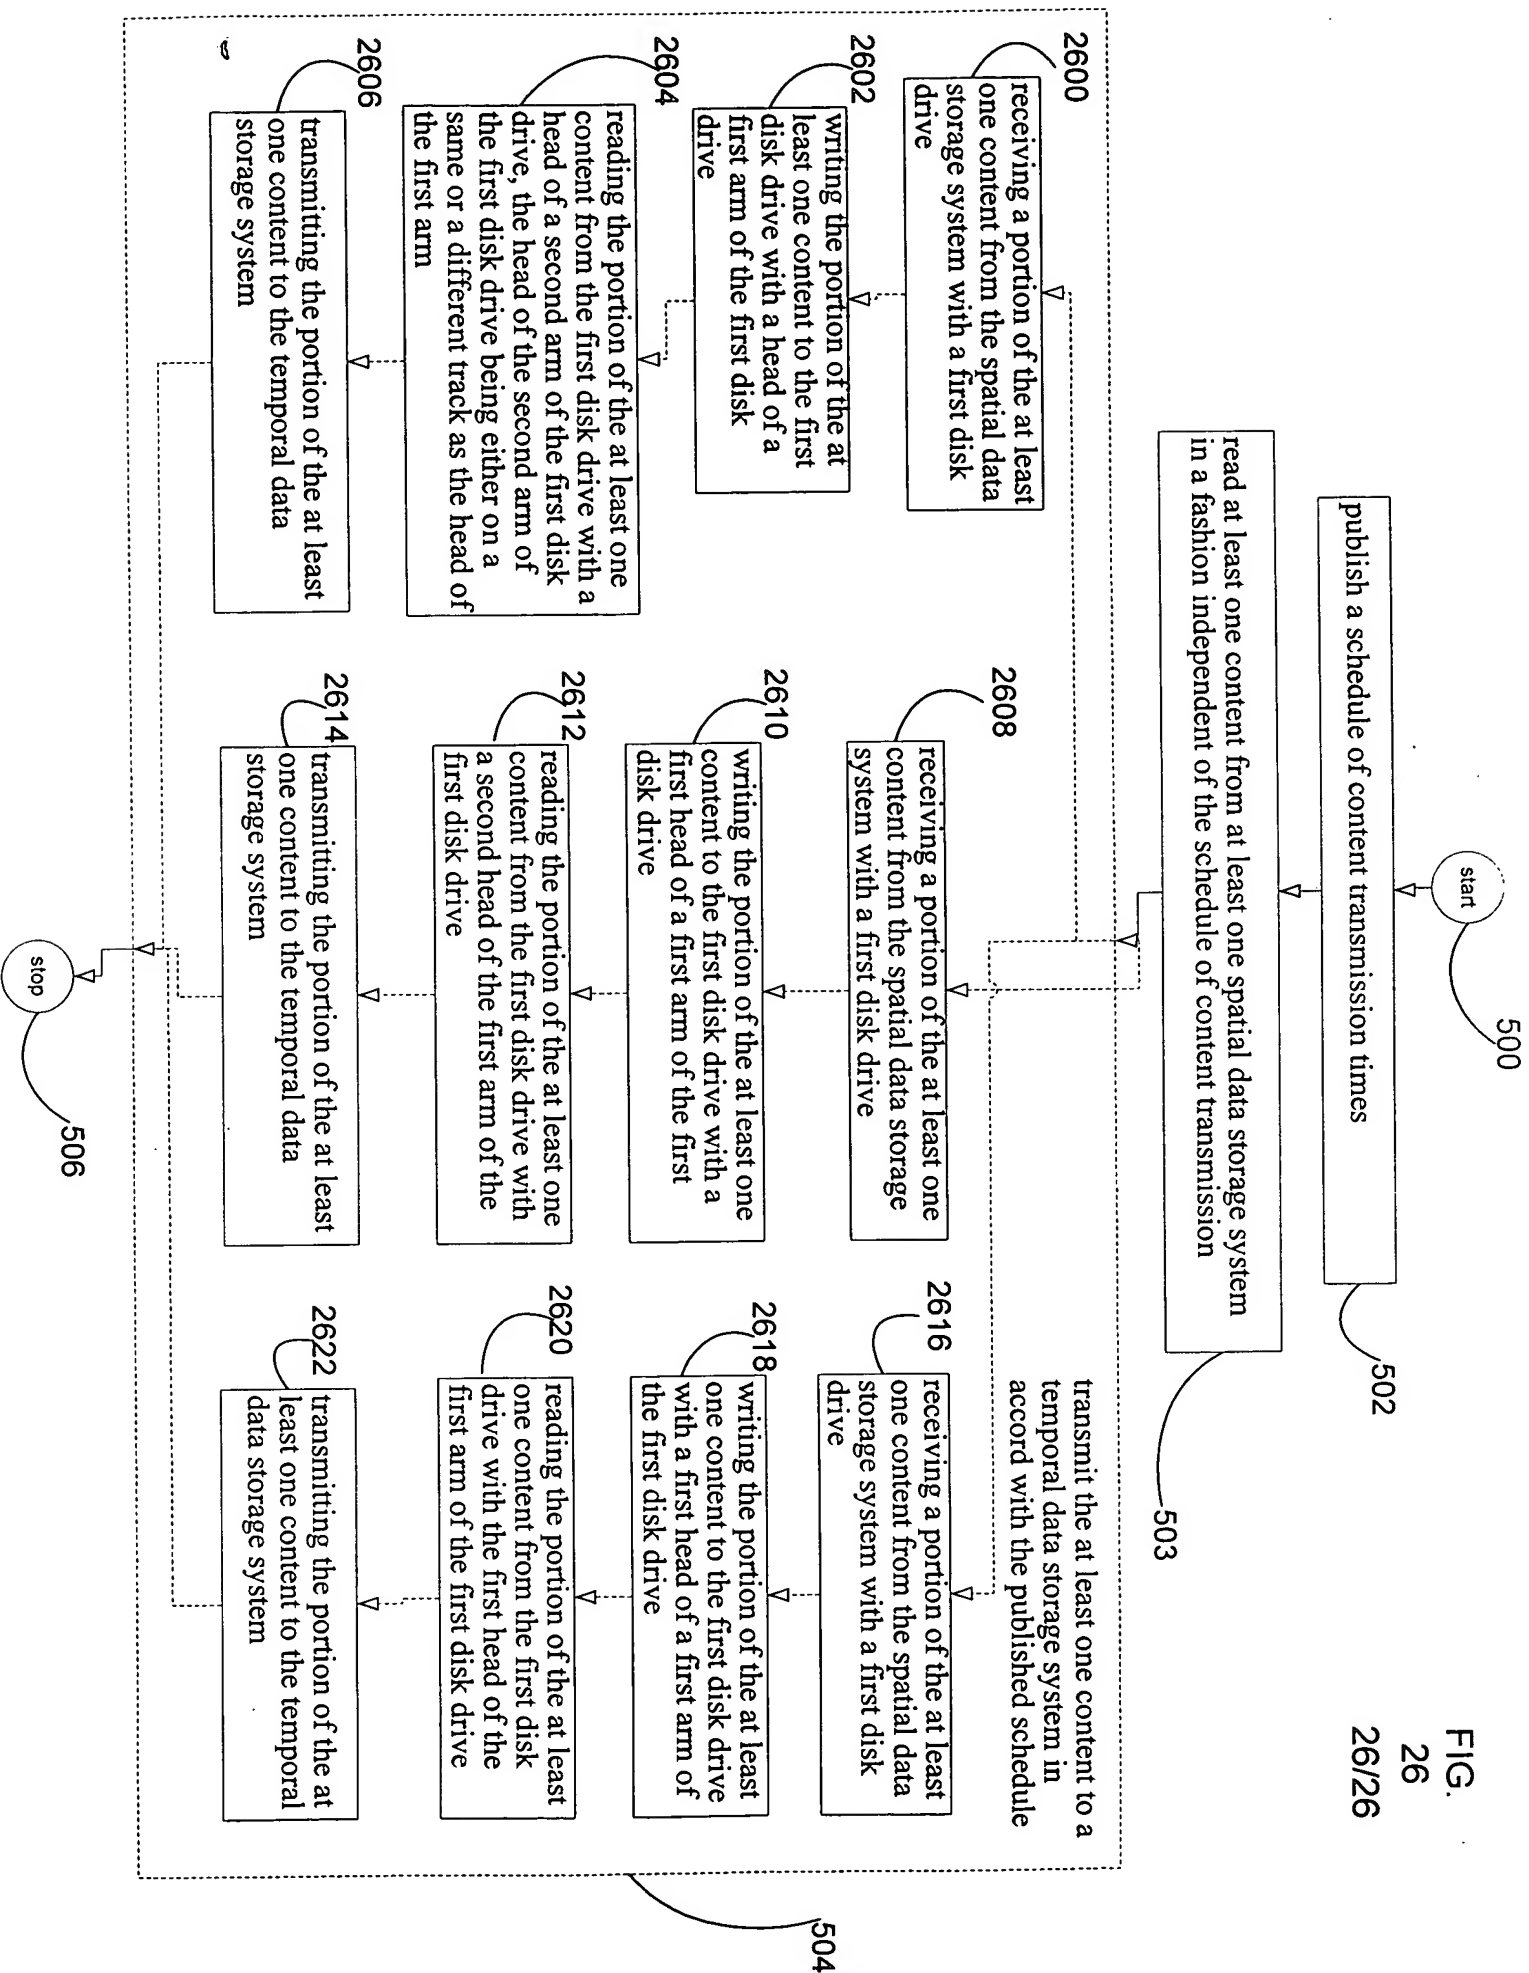 FIG.
26
26/26
start
500
publish a schedule of content transmission times
502
read at least one content from at least one spatial data storage system
in a fashion independent of the schedule of content transmission
503
transmit the at least one content to a
temporal data storage system in
accord with the published schedule
504
2600
receiving a portion of the at least
one content from the spatial data
storage system with a first disk
drive
2602
writing the portion of the at
least one content to the first
disk drive with a head of a
first arm of the first disk
drive
2604
reading the portion of the at least one
content from the first disk drive with a
head of a second arm of the first disk
drive, the head of the second arm of
the first disk drive being either on a
same or a different track as the head of
the first arm
2606
transmitting the portion of the at least
one content to the temporal data
storage system
2608
receiving a portion of the at least one
content from the spatial data storage
system with a first disk drive
2610
writing the portion of the at least one
content to the first disk drive with a
first head of a first arm of the first
disk drive
2612
reading the portion of the at least one
content from the first disk drive with
a second head of the first arm of the
first disk drive
2614
transmitting the portion of the at least
one content to the temporal data
storage system
2616
receiving a portion of the at least
one content from the spatial data
storage system with a first disk
drive
2618
writing the portion of the at least
one content to the first disk drive
with a first head of a first arm of
the first disk drive
2620
reading the portion of the at least
one content from the first disk
drive with the first head of the
first arm of the first disk drive
2622
transmitting the portion of the at
least one content to the temporal
data storage system
stop
506